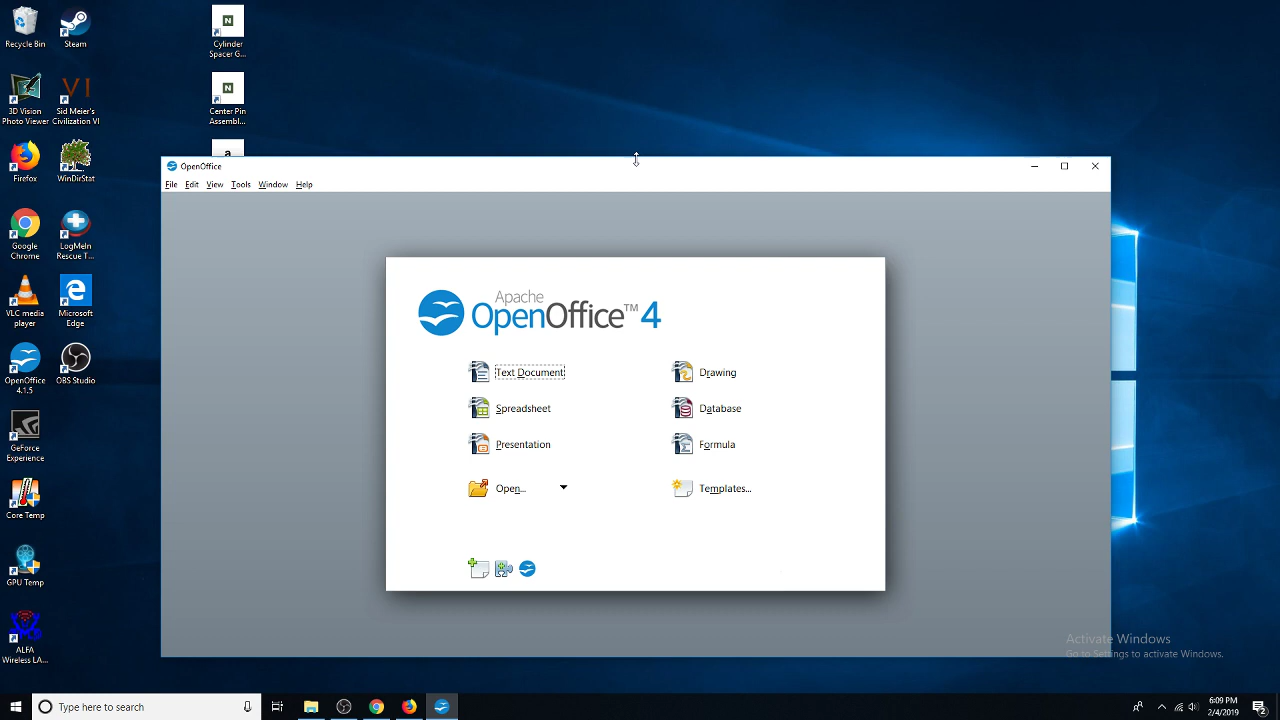 Recycle Bin
Steam
Cylinder
Spacer G...
3D Vision
Photo Viewer
Sid Meier's
Civilization VI
Center Pin
Assembl...
Firefox
WinDirStat
a
Google
Chrome
LogMeIn
Rescue T...
VLC media
player
Microsoft
Edge
OpenOffice
4.1.5
OBS Studio
GeForce
Experience
Core Temp
GPU Temp
ALFA
Wireless LA...
OpenOffice
File Edit View Tools Window Help
Apache
OpenOffice™ 4
Text Document
Drawing
Spreadsheet
Database
Presentation
Formula
Open...
Templates...
Activate Windows
Go to Settings to activate Windows.
Type here to search
6:09 PM
2/4/2019
2